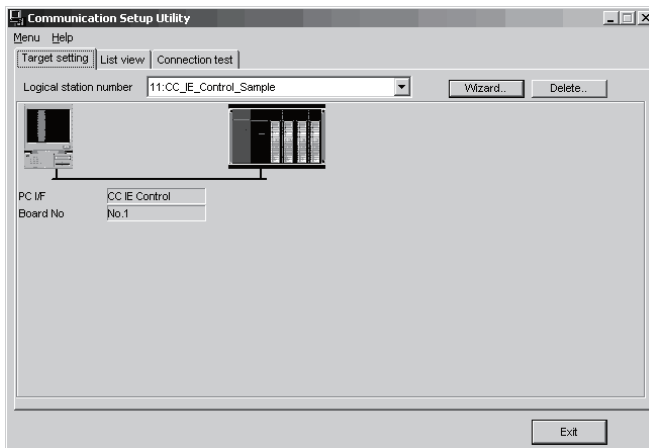 Communication Setup Utility
Menu Help
Target setting List view Connection test
Logical station number 11:CC_IE_Control_Sample Wizard.. Delete..
PC I/F CC IE Control
Board No No.1
Exit